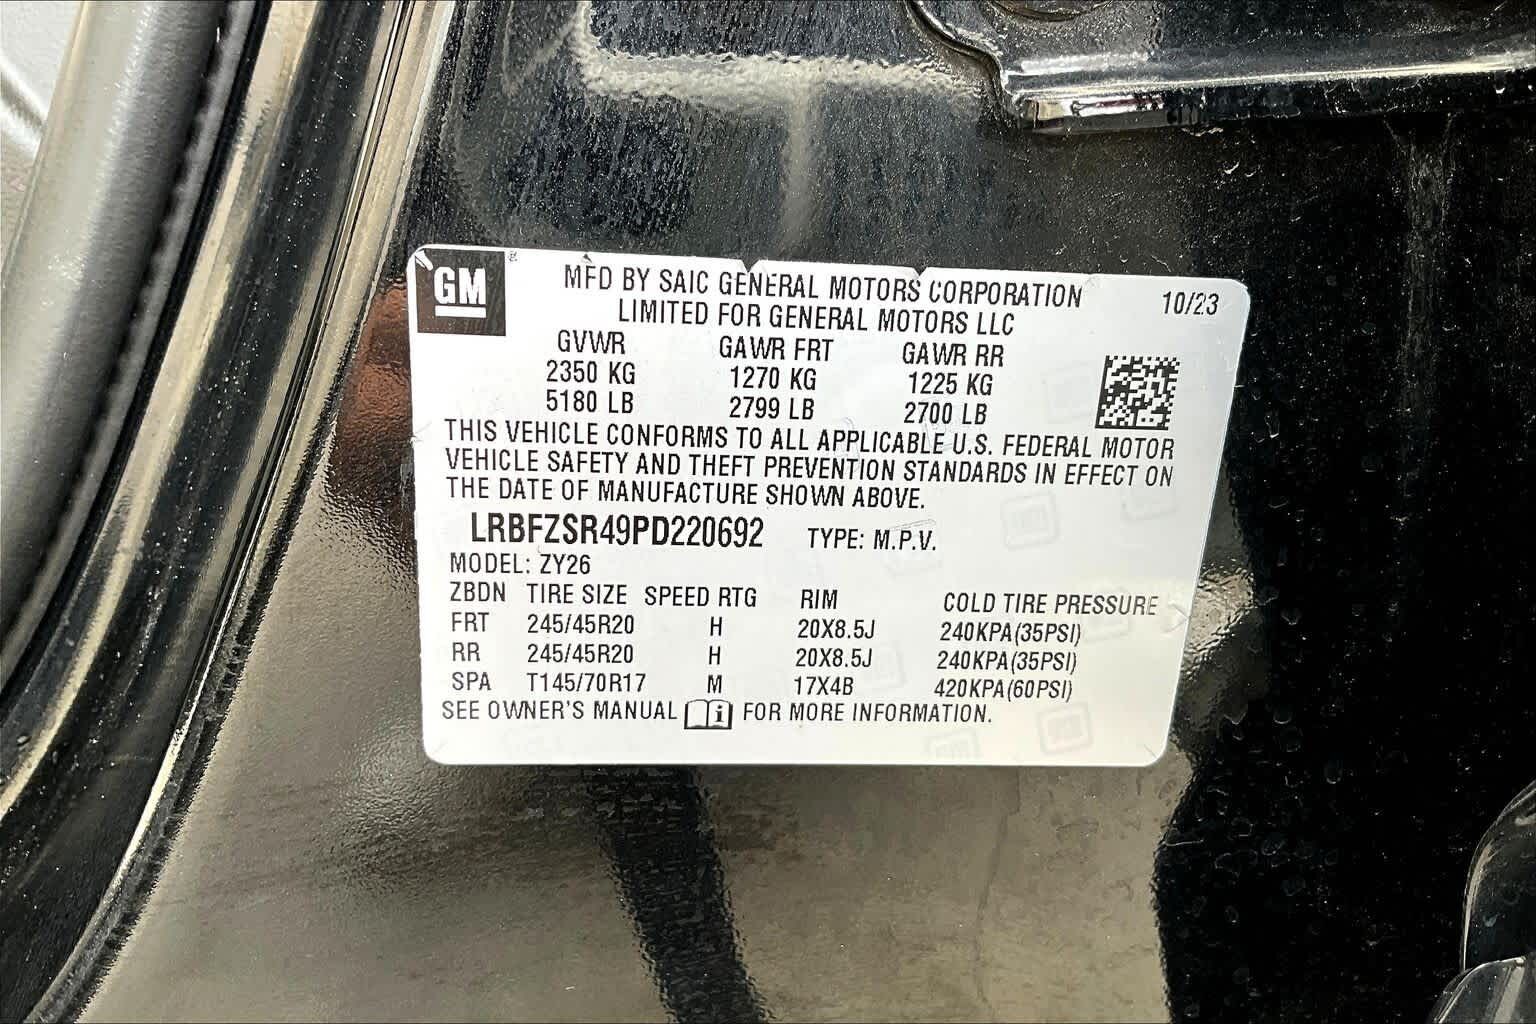 GM
MFD BY SAIC GENERAL MOTORS CORPORATION 10/23
LIMITED FOR GENERAL MOTORS LLC
GVWR GAWR FRT GAWR RR
2350 KG 1270 KG 1225 KG
5180 LB 2799 LB 2700 LB
THIS VEHICLE CONFORMS TO ALL APPLICABLE U.S. FEDERAL MOTOR
VEHICLE SAFETY AND THEFT PREVENTION STANDARDS IN EFFECT ON
THE DATE OF MANUFACTURE SHOWN ABOVE.
LRBFZSR49PD220692 TYPE: M.P.V.
MODEL: ZY26
ZBDN TIRE SIZE SPEED RTG RIM COLD TIRE PRESSURE
FRT 245/45R20 H 20X8.5J 240KPA(35PSI)
RR 245/45R20 H 20X8.5J 240KPA(35PSI)
SPA T145/70R17 M 17X4B 420KPA(60PSI)
SEE OWNER'S MANUAL i FOR MORE INFORMATION.